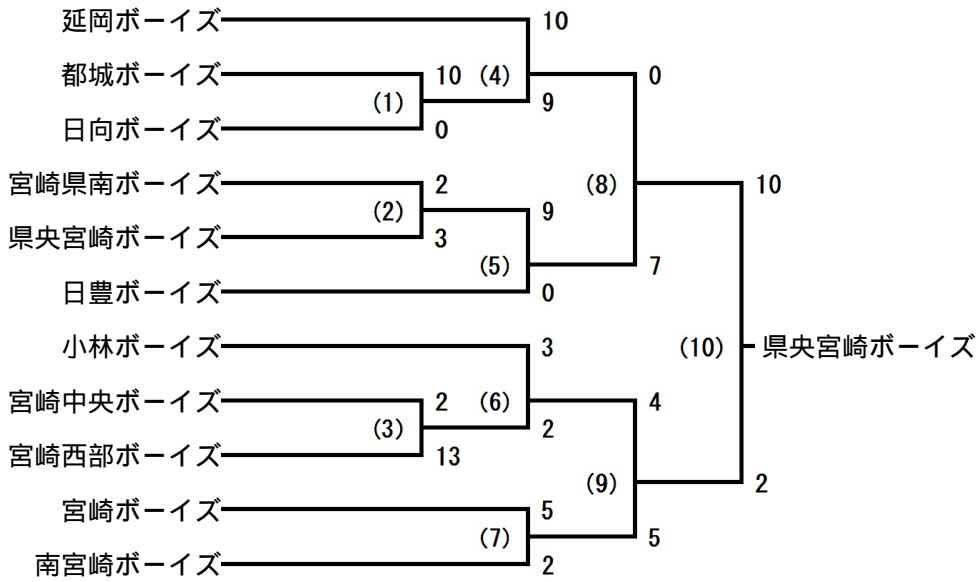 延岡ボーイズ 10
都城ボーイズ 10 (4) 0
(1) 9
日向ボーイズ 0
宮崎県南ボーイズ 2 (8) 10
(2) 9
県央宮崎ボーイズ 3
(5) 7
日豊ボーイズ 0
小林ボーイズ 3 (10) 県央宮崎ボーイズ
宮崎中央ボーイズ 2 (6) 4
(3) 2
宮崎西部ボーイズ 13
(9) 2
宮崎ボーイズ 5
(7) 5
南宮崎ボーイズ 2